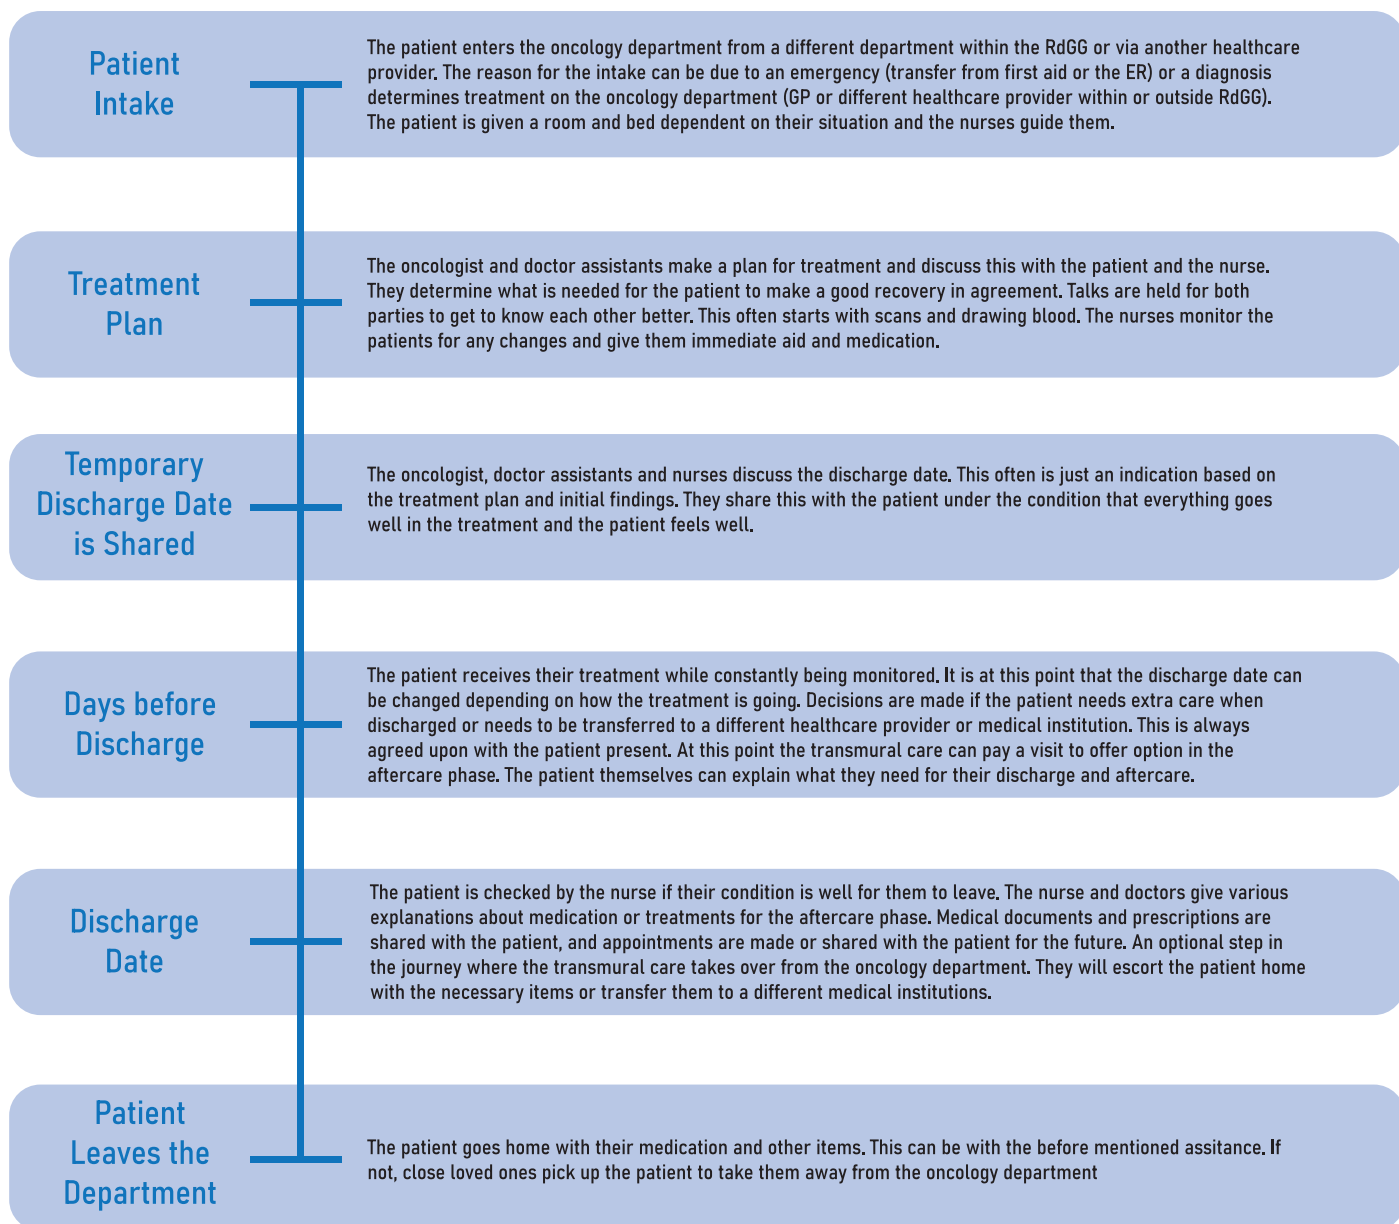 Patient
Intake
The patient enters the oncology department from a different department within the RdGG or via another healthcare
provider. The reason for the intake can be due to an emergency (transfer from first aid or the ER) or a diagnosis
determines treatment on the oncology department (GP or different healthcare provider within or outside RdGG).
The patient is given a room and bed dependent on their situation and the nurses guide them.
Treatment
Plan
The oncologist and doctor assistants make a plan for treatment and discuss this with the patient and the nurse.
They determine what is needed for the patient to make a good recovery in agreement. Talks are held for both
parties to get to know each other better. This often starts with scans and drawing blood. The nurses monitor the
patients for any changes and give them immediate aid and medication.
Temporary
Discharge Date
is Shared
The oncologist, doctor assistants and nurses discuss the discharge date. This often is just an indication based on
the treatment plan and initial findings. They share this with the patient under the condition that everything goes
well in the treatment and the patient feels well.
Days before
Discharge
The patient receives their treatment while constantly being monitored. It is at this point that the discharge date can
be changed depending on how the treatment is going. Decisions are made if the patient needs extra care when
discharged or needs to be transferred to a different healthcare provider or medical institution. This is always
agreed upon with the patient present. At this point the transmural care can pay a visit to offer option in the
aftercare phase. The patient themselves can explain what they need for their discharge and aftercare.
Discharge
Date
The patient is checked by the nurse if their condition is well for them to leave. The nurse and doctors give various
explanations about medication or treatments for the aftercare phase. Medical documents and prescriptions are
shared with the patient, and appointments are made or shared with the patient for the future. An optional step in
the journey where the transmural care takes over from the oncology department. They will escort the patient home
with the necessary items or transfer them to a different medical institutions.
Patient
Leaves the
Department
The patient goes home with their medication and other items. This can be with the before mentioned assitance. If
not, close loved ones pick up the patient to take them away from the oncology department